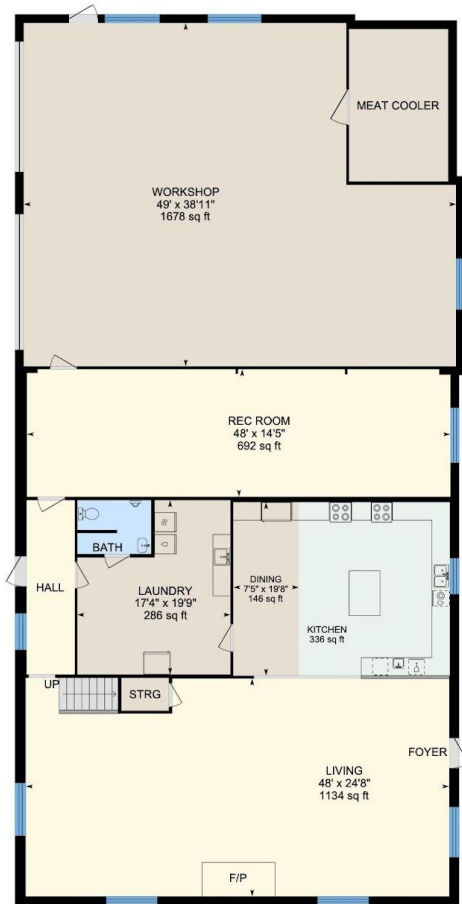 MEAT COOLER
WORKSHOP
49' x 38'11"
1678 sq ft
REC ROOM
48' x 14'5"
692 sq ft
BATH
HALL
LAUNDRY
17'4" x 19'9"
286 sq ft
DINING
7'5" x 19'8"
146 sq ft
KITCHEN
336 sq ft
UP
STRG
FOYER
LIVING
48' x 24'8"
1134 sq ft
F/P